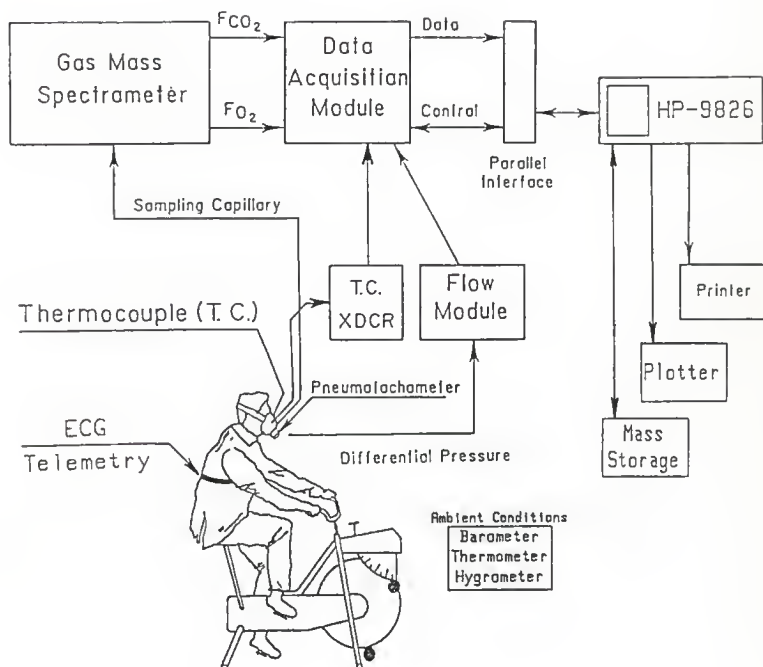 FCO2
Gas Mass
Spectrometer
FO2
Data
Acquisition
Module
Data
Control
Parallel
Interface
HP-9826
Sampling Capillary
T.C.
XDCR
Flow
Module
Printer
Plotter
Mass
Storage
Thermocouple (T. C.)
Pneumotachometer
ECG
Telemetry
Differential Pressure
Ambient Conditions
Barometer
Thermometer
Hygrometer